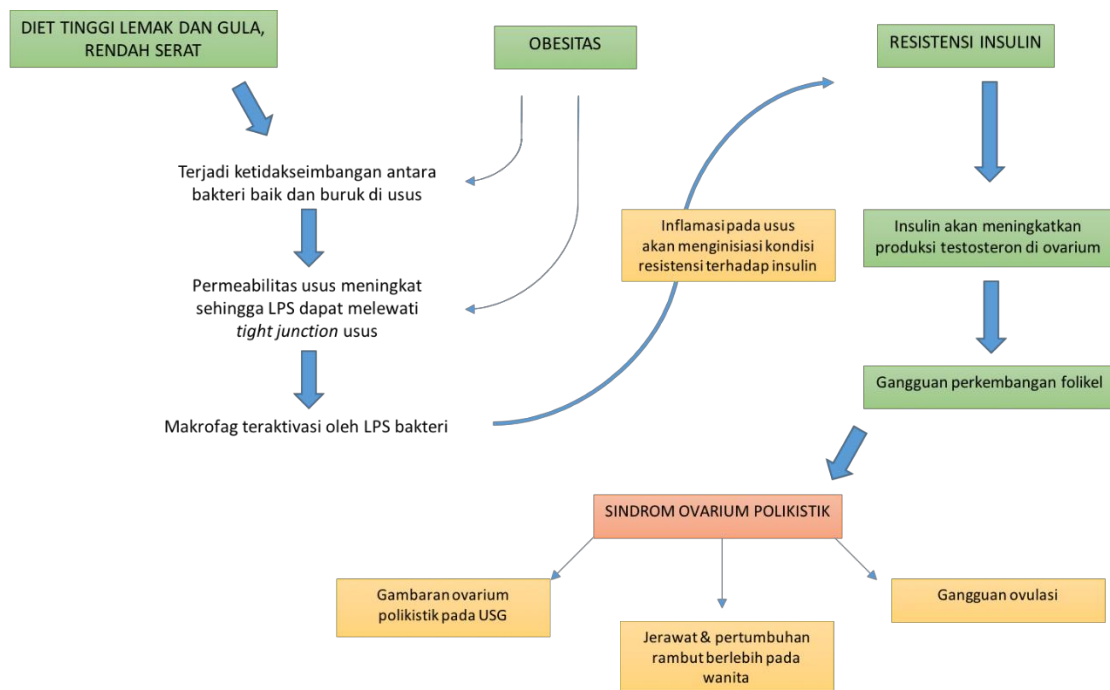 DIET TINGGI LEMAK DAN GULA,
RENDAH SERAT
OBESITAS
RESISTENSI INSULIN
Terjadi ketidakseimbangan antara
bakteri baik dan buruk di usus
Permeabilitas usus meningkat
sehingga LPS dapat melewati
tight junction usus
Makrofag teraktivasi oleh LPS bakteri
Inflamasi pada usus
akan menginisiasi kondisi
resistensi terhadap insulin
Insulin akan meningkatkan
produksi testosteron di ovarium
Gangguan perkembangan folikel
SINDROM OVARIUM POLIKISTIK
Gambaran ovarium
polikistik pada USG
Jerawat & pertumbuhan
rambut berlebih pada
wanita
Gangguan ovulasi